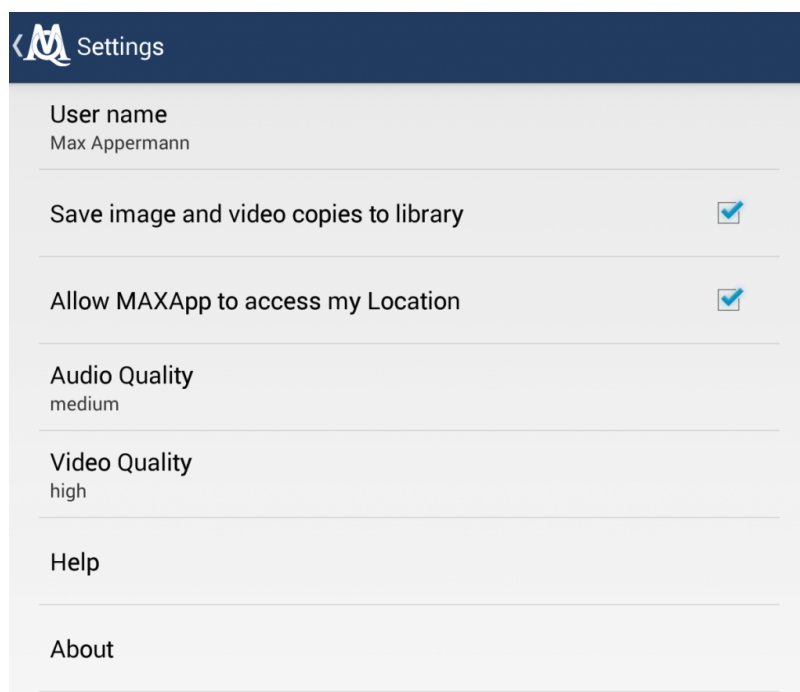 Settings
User name
Max Appermann
Save image and video copies to library
Allow MAXApp to access my Location
Audio Quality
medium
Video Quality
high
Help
About